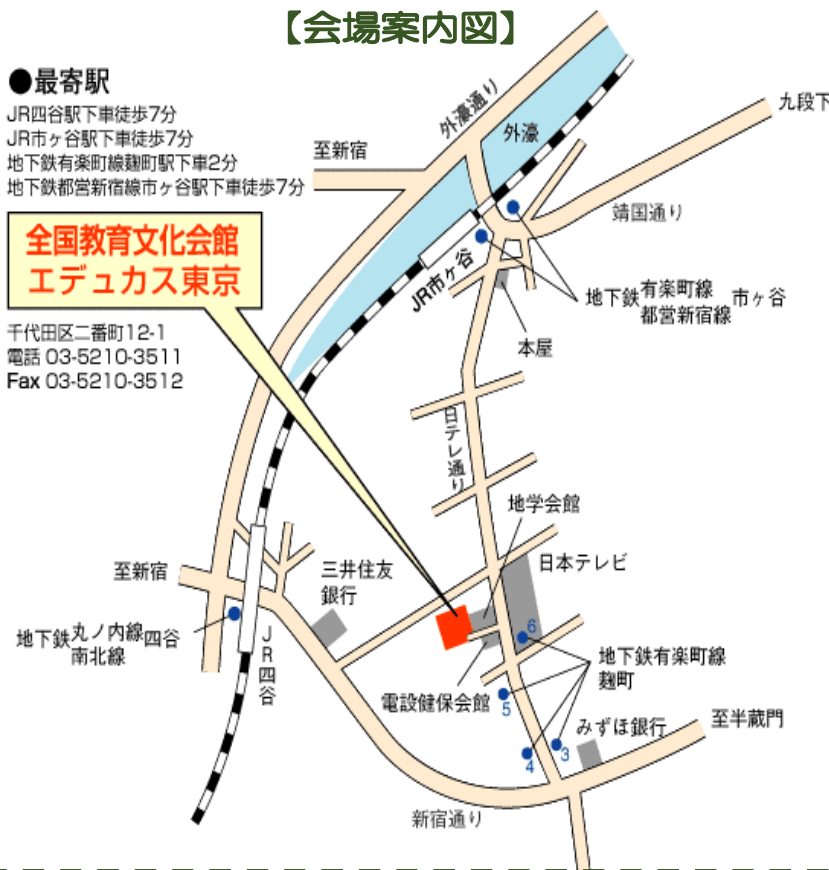 【会場案内図】
●最寄駅
JR四谷駅下車徒歩7分
JR市ヶ谷駅下車徒歩7分
地下鉄有楽町線麹町駅下車2分
地下鉄都営新宿線市ヶ谷駅下車徒歩7分
全国教育文化会館
エデュカス東京
千代田区二番町12-1
電話 03-5210-3511
Fax 03-5210-3512
至新宿
外濠通り
外濠
九段下
靖国通り
JR市ヶ谷
地下鉄有楽町線
都営新宿線
市ヶ谷
本屋
日テレ通り
地学会館
日本テレビ
至新宿
三井住友
銀行
地下鉄丸ノ内線
南北線
四谷
JR四谷
6
地下鉄有楽町線
麹町
電設健保会館
5
みずほ銀行
至半蔵門
3
4
新宿通り